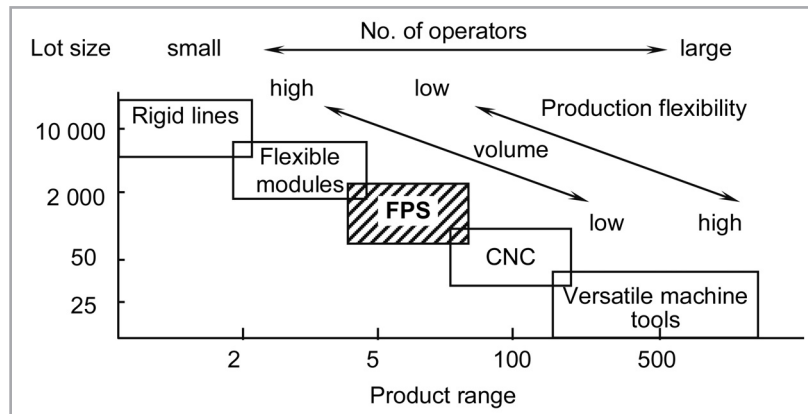 No. of operators
Lot size small large
high low
Production flexibility
Rigid lines
10 000
volume
Flexible
modules
2 000
FPS
low high
CNC
50
Versatile machine
tools
25
2 5 100 500
Product range